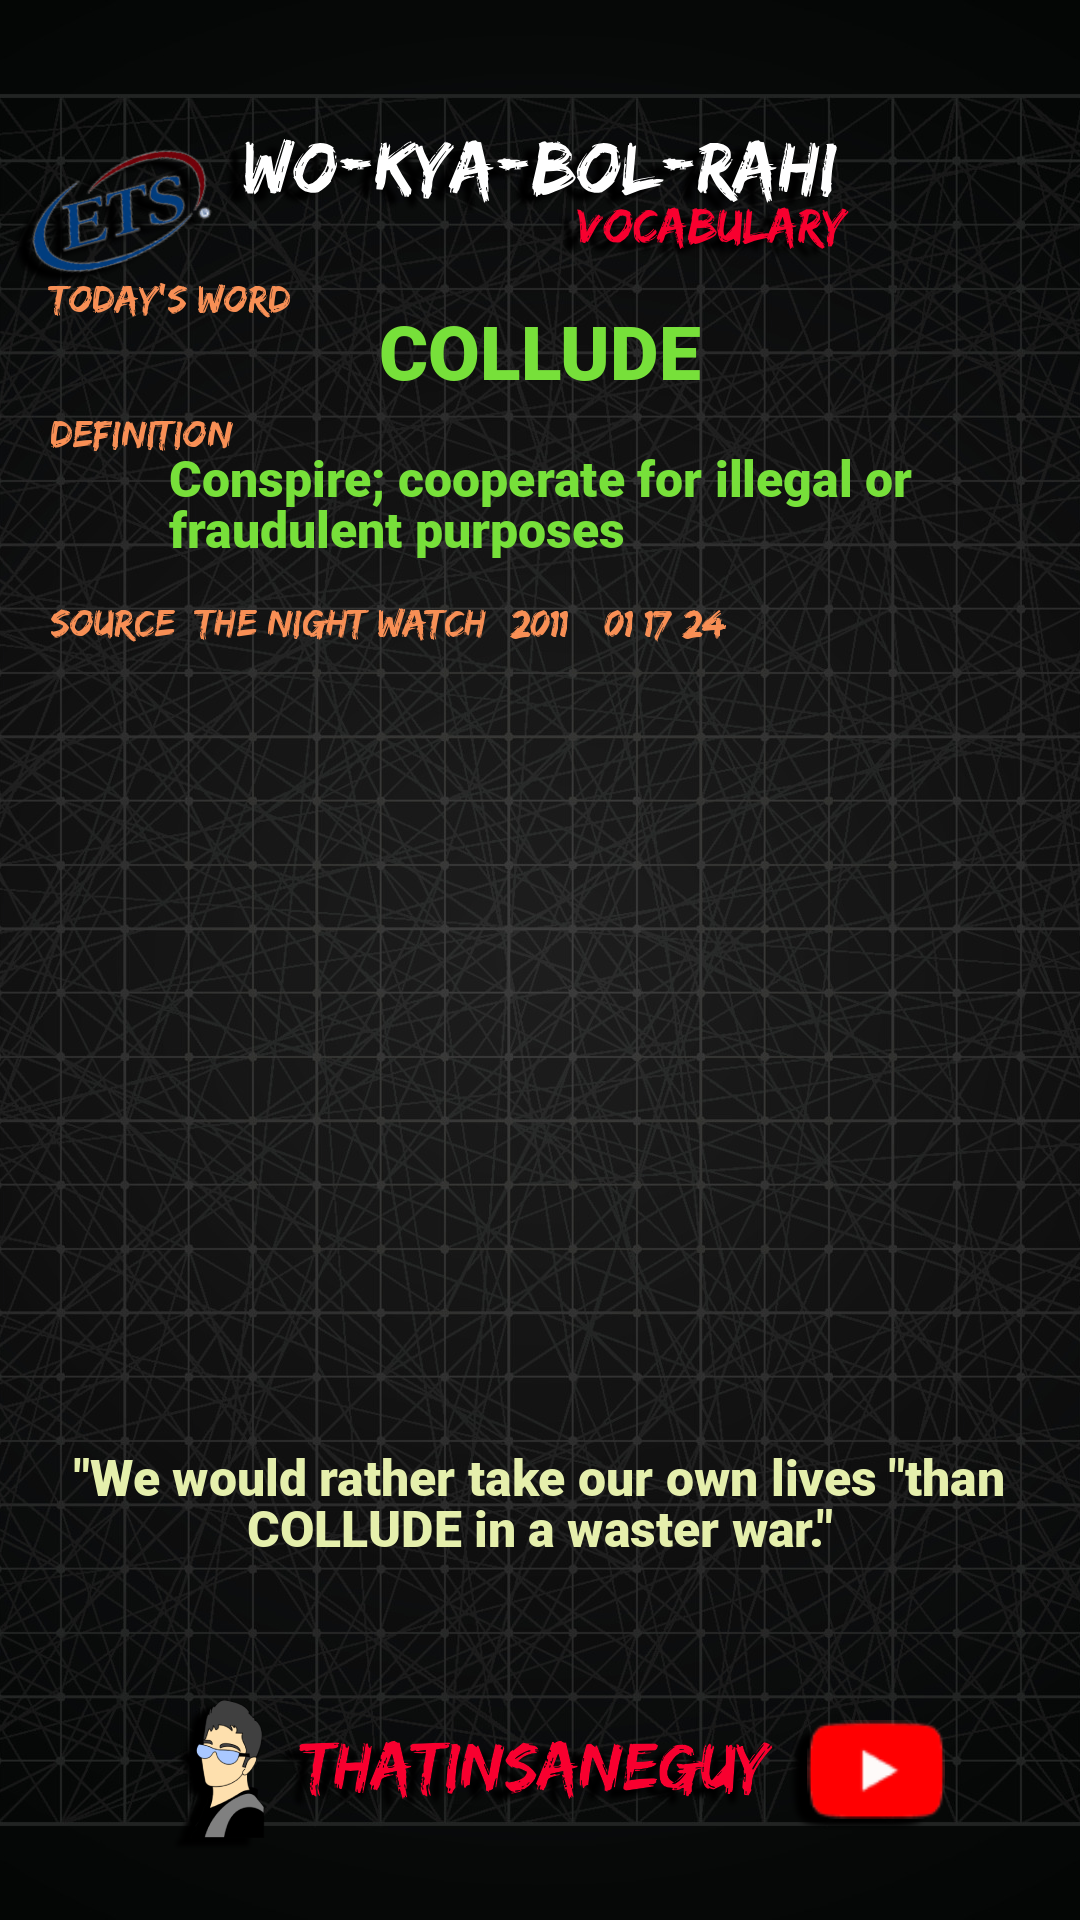 ETS
WO-KYA-BOL-RAHI
VOCABULARY
TODAY'S WORD
COLLUDE
DEFINITION
Conspire; cooperate for illegal or
fraudulent purposes
SOURCE THE NIGHT WATCH 2011 01 17 24
"We would rather take our own lives "than
COLLUDE in a waster war."
THATINSANEGUY